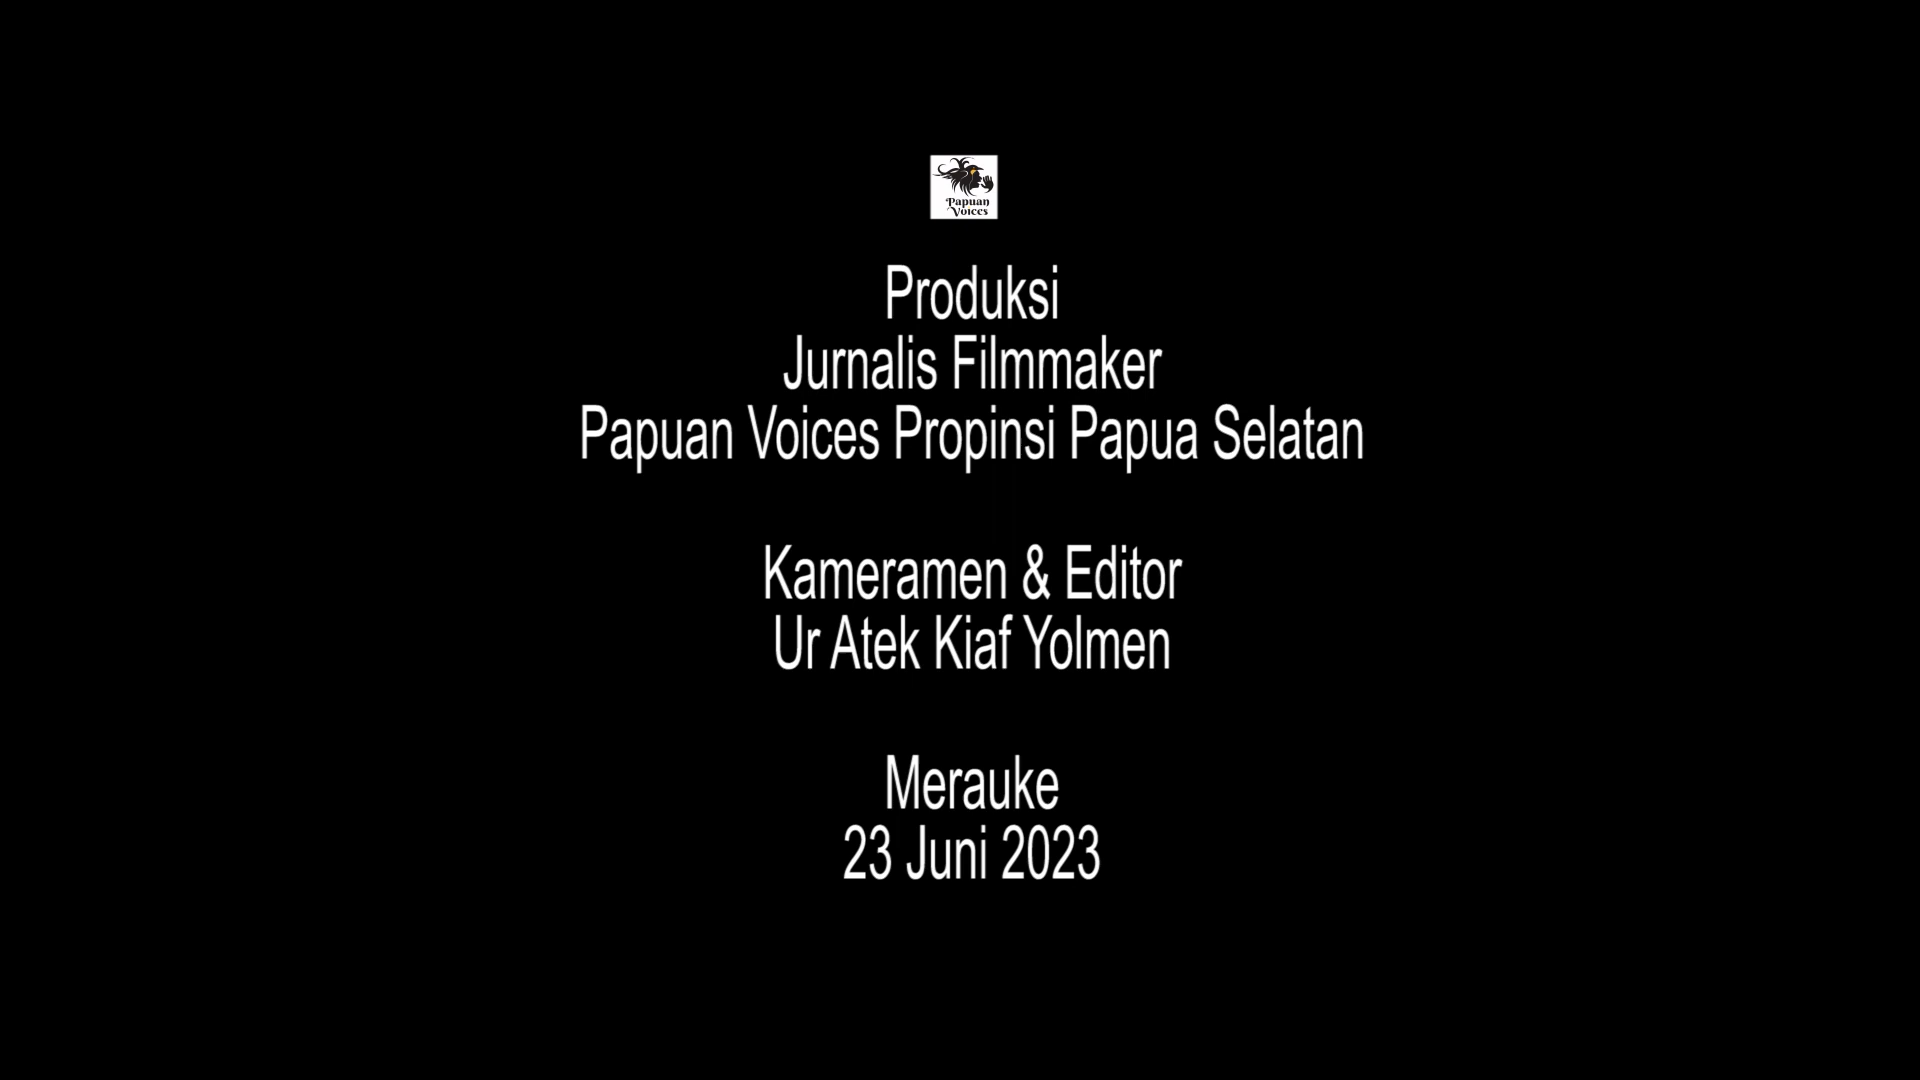 Papuan
Voices
Produksi
Jurnalis Filmmaker
Papuan Voices Propinsi Papua Selatan
Kameramen & Editor
Ur Atek Kiaf Yolmen
Merauke
23 Juni 2023